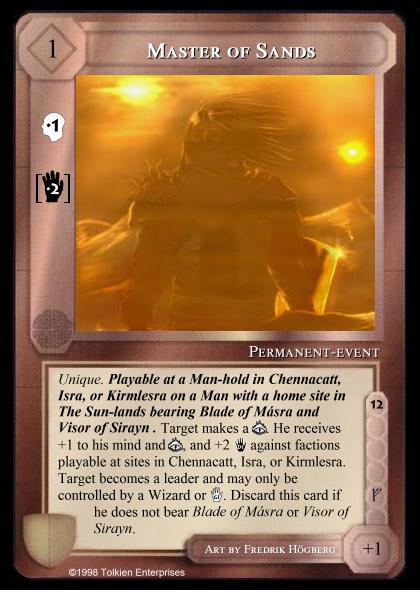 1
MASTER OF SANDS
·1
[·2]
PERMANENT-EVENT
Unique. Playable at a Man-hold in Chennacatt,
Isra, or Kirmlesra on a Man with a home site in
The Sun-lands bearing Blade of Másra and
Visor of Sirayn . Target makes a . He receives
+1 to his mind and , and +2 against factions
playable at sites in Chennacatt, Isra, or Kirmlesra.
Target becomes a leader and may only be
controlled by a Wizard or . Discard this card if
he does not bear Blade of Másra or Visor of
Sirayn.
12
ART BY FREDRIK HÖGBERG
+1
©1998 Tolkien Enterprises